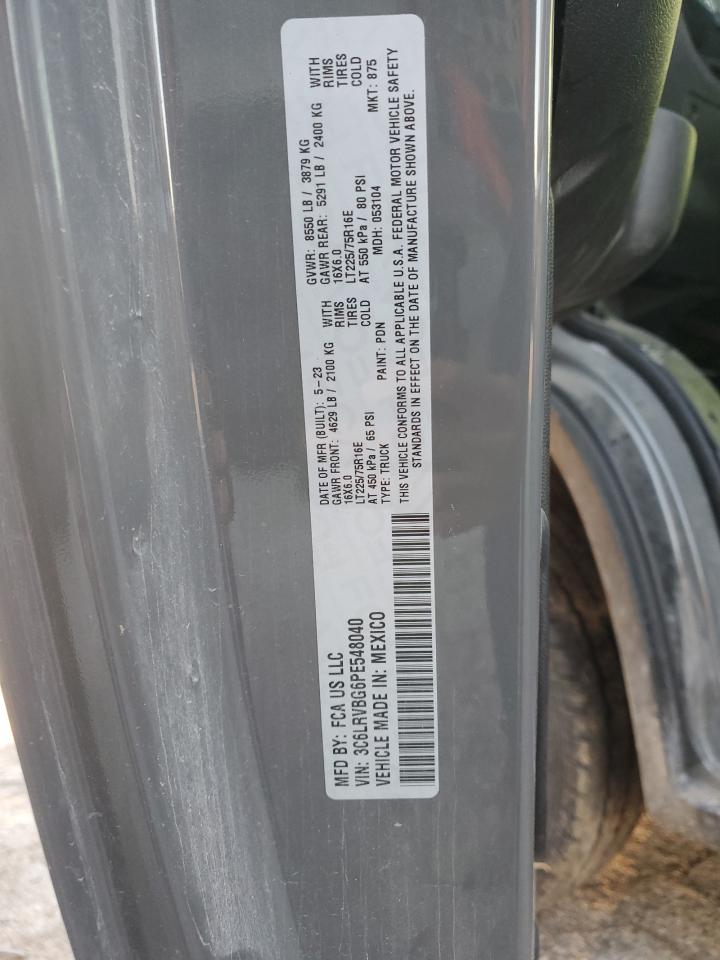 MFD BY: FCA US LLC
VIN: 3C6LRVBG6PE548040
VEHICLE MADE IN: MEXICO
DATE OF MFR (BUILT): 5-23 GVWR: 8550 LB / 3879 KG
GAWR FRONT: 4629 LB / 2100 KG WITH GAWR REAR: 5291 LB / 2400 KG WITH
16X6.0 RIMS 16X6.0 RIMS
LT225/75R16E TIRES LT225/75R16E TIRES
AT 450 kPa / 65 PSI COLD AT 550 kPa / 80 PSI COLD
TYPE: TRUCK PAINT: PDN MDH: 053104 MKT: 875
THIS VEHICLE CONFORMS TO ALL APPLICABLE U.S.A. FEDERAL MOTOR VEHICLE SAFETY
STANDARDS IN EFFECT ON THE DATE OF MANUFACTURE SHOWN ABOVE.